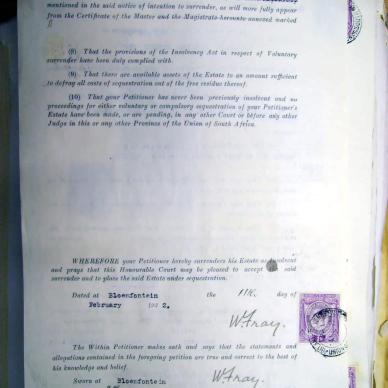 mentioned in the said notice of intention to surrender, as will more fully appear
from the Certificate of the Master and the Magistrate hereunto annexed marked
(8) That the provisions of the Insolvency Act in respect of Voluntary
surrender have been duly complied with.
(9) That there are available assets of the Estate to an amount sufficient
to defray all costs of sequestration out of the free residue thereof.
(10) That your Petitioner has never been previously insolvent and no
proceedings for either voluntary or compulsory sequestration of your Petitioner's
Estate have been made, or are pending, in any other Court or before any other
Judge in this or any other Province of the Union of South Africa.
WHEREFORE your Petitioner hereby surrenders his Estate as insolvent
and prays that this Honourable Court may be pleased to accept said
surrender and to place the said Estate under sequestration.
Dated at Bloemfontein the 11th. day of
February 1932.
W Fray.
The Within Petitioner makes oath and says that the statements and
allegations contained in the foregoing petition are true and correct to the best of
his knowledge and belief.
Sworn at Bloemfontein
W Fray.